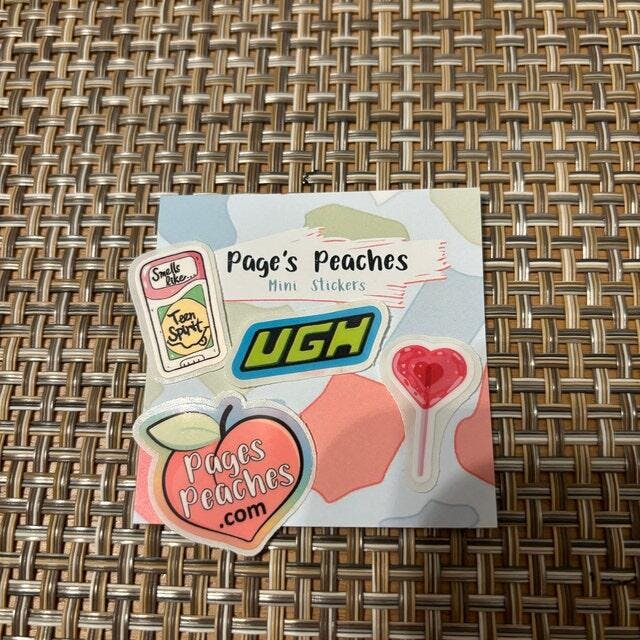 Page's Peaches
Mini Stickers
Smells
like...
Teen
Spirit
UGH
Pages
Peaches
.com